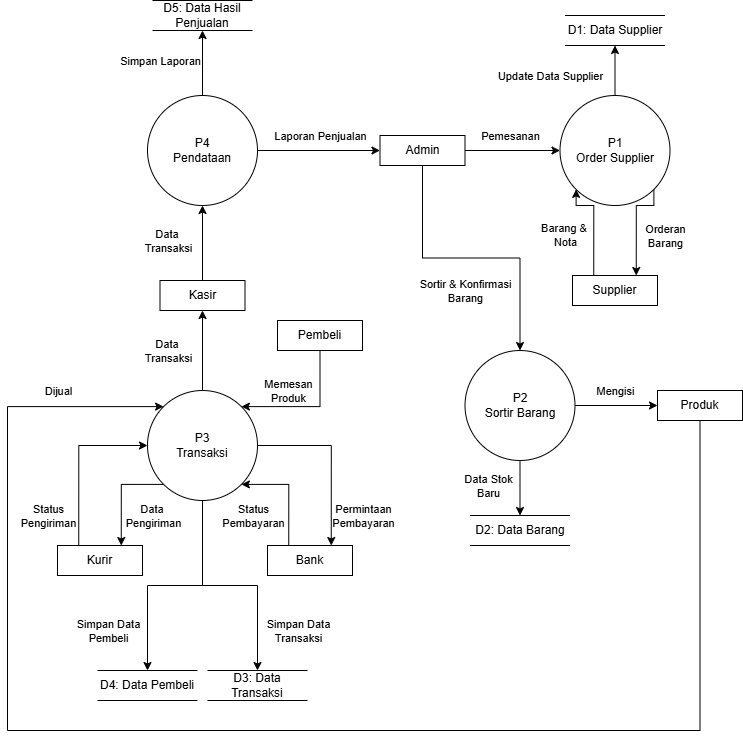 D5: Data Hasil
Penjualan
D1: Data Supplier
Simpan Laporan
Update Data Supplier
P4
Pendataan
Laporan Penjualan
Admin
Pemesanan
P1
Order Supplier
Data
Transaksi
Barang &
Nota
Orderan
Barang
Kasir
Sortir & Konfirmasi
Barang
Supplier
Data
Transaksi
Pembeli
Dijual
Memesan
Produk
P2
Sortir Barang
Mengisi
Produk
P3
Transaksi
Data Stok
Baru
Status
Pengiriman
Data
Pengiriman
Status
Pembayaran
Permintaan
Pembayaran
D2: Data Barang
Kurir
Bank
Simpan Data
Pembeli
Simpan Data
Transaksi
D4: Data Pembeli
D3: Data
Transaksi